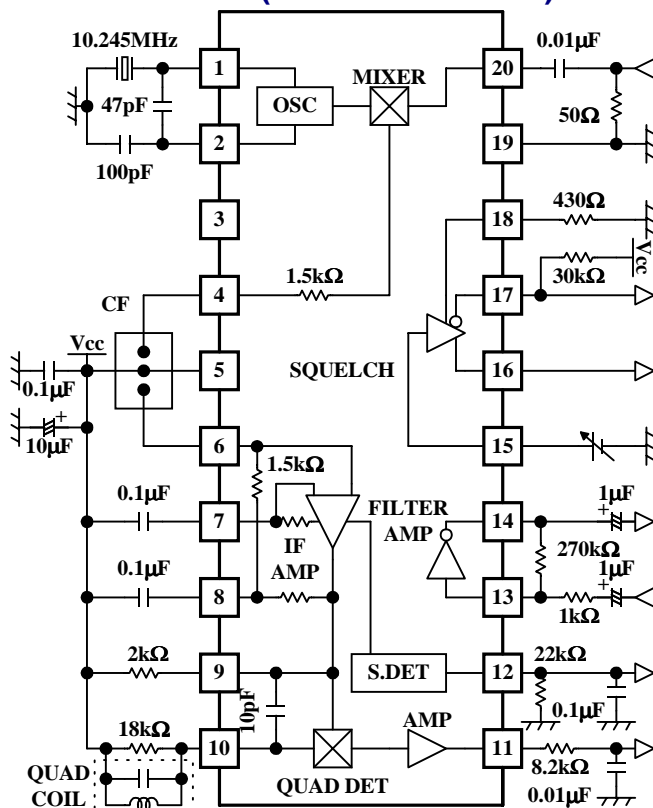 10.245MHz
47pF
100pF
1
2
3
4
5
6
7
8
9
10
OSC
MIXER
20
19
18
17
16
15
14
13
12
11
0.01μF
50Ω
430Ω
Vcc
30kΩ
1.5kΩ
CF
Vcc
0.1μF
+
10μF
SQUELCH
1.5kΩ
0.1μF
IF
AMP
FILTER
AMP
+
1μF
270kΩ
+
1μF
1kΩ
0.1μF
2kΩ
10pF
S.DET
22kΩ
0.1μF
18kΩ
QUAD
COIL
QUAD DET
AMP
8.2kΩ
0.01μF